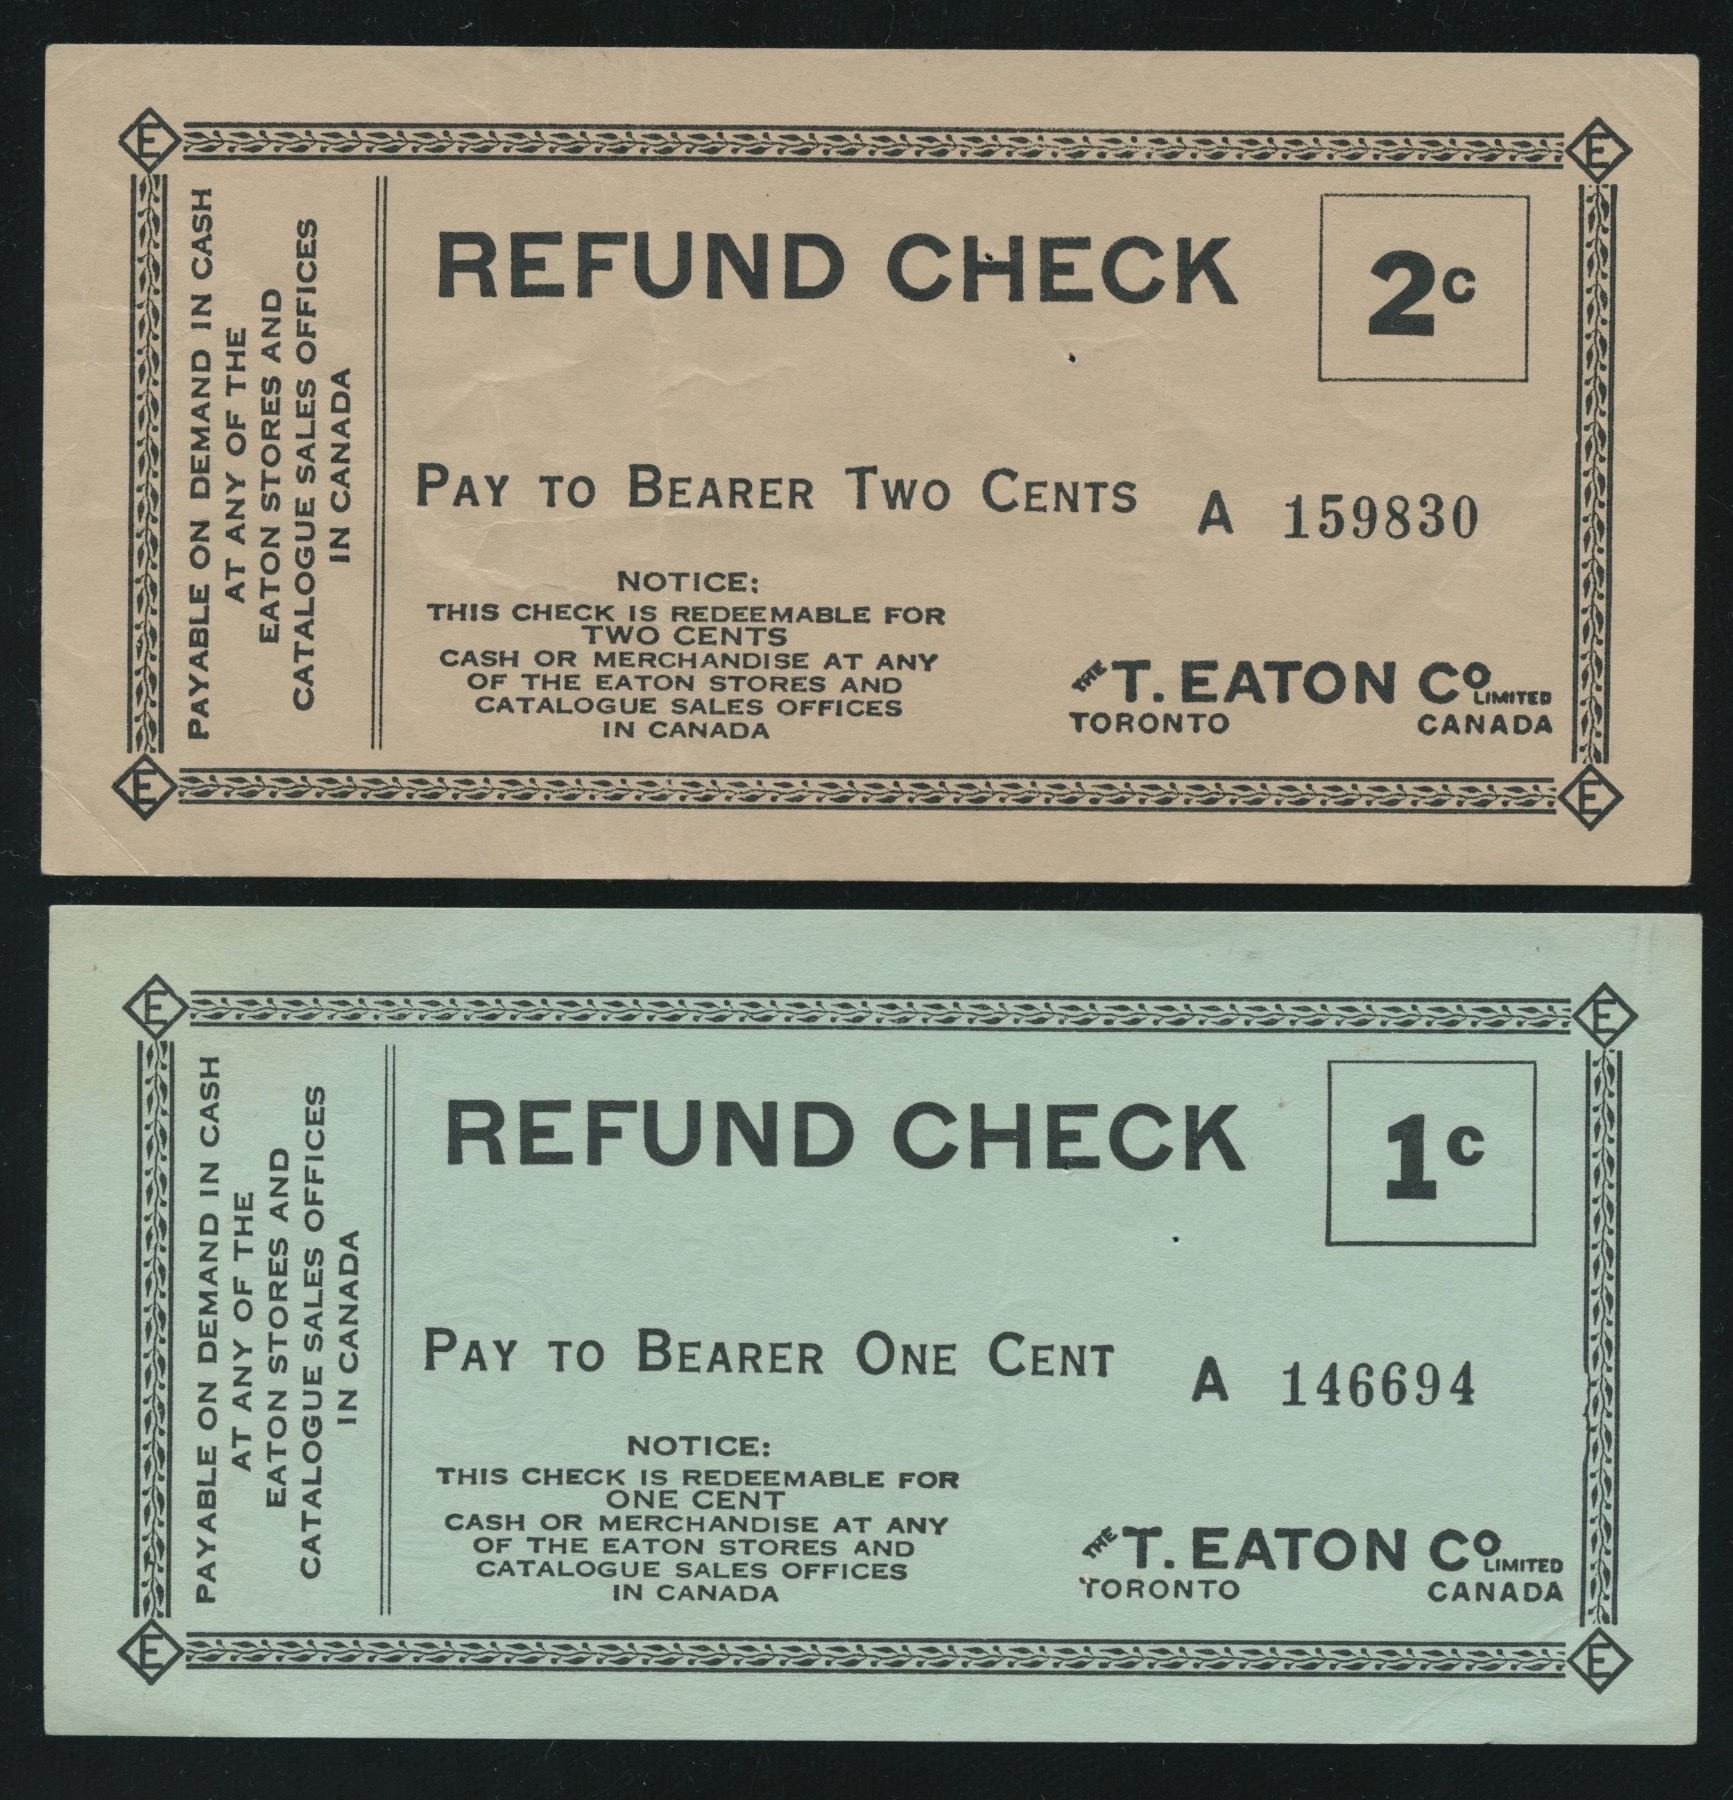 E E
PAYABLE ON DEMAND IN CASH
AT ANY OF THE
EATON STORES AND
CATALOGUE SALES OFFICES
IN CANADA
REFUND CHECK
2c
PAY TO BEARER TWO CENTS A 159830
NOTICE:
THIS CHECK IS REDEEMABLE FOR
TWO CENTS
CASH OR MERCHANDISE AT ANY
OF THE EATON STORES AND
CATALOGUE SALES OFFICES
IN CANADA
THE T. EATON Co LIMITED
TORONTO CANADA
E E
E E
PAYABLE ON DEMAND IN CASH
AT ANY OF THE
EATON STORES AND
CATALOGUE SALES OFFICES
IN CANADA
REFUND CHECK
1c
PAY TO BEARER ONE CENT A 146694
NOTICE:
THIS CHECK IS REDEEMABLE FOR
ONE CENT
CASH OR MERCHANDISE AT ANY
OF THE EATON STORES AND
CATALOGUE SALES OFFICES
IN CANADA
THE T. EATON Co LIMITED
TORONTO CANADA
E E